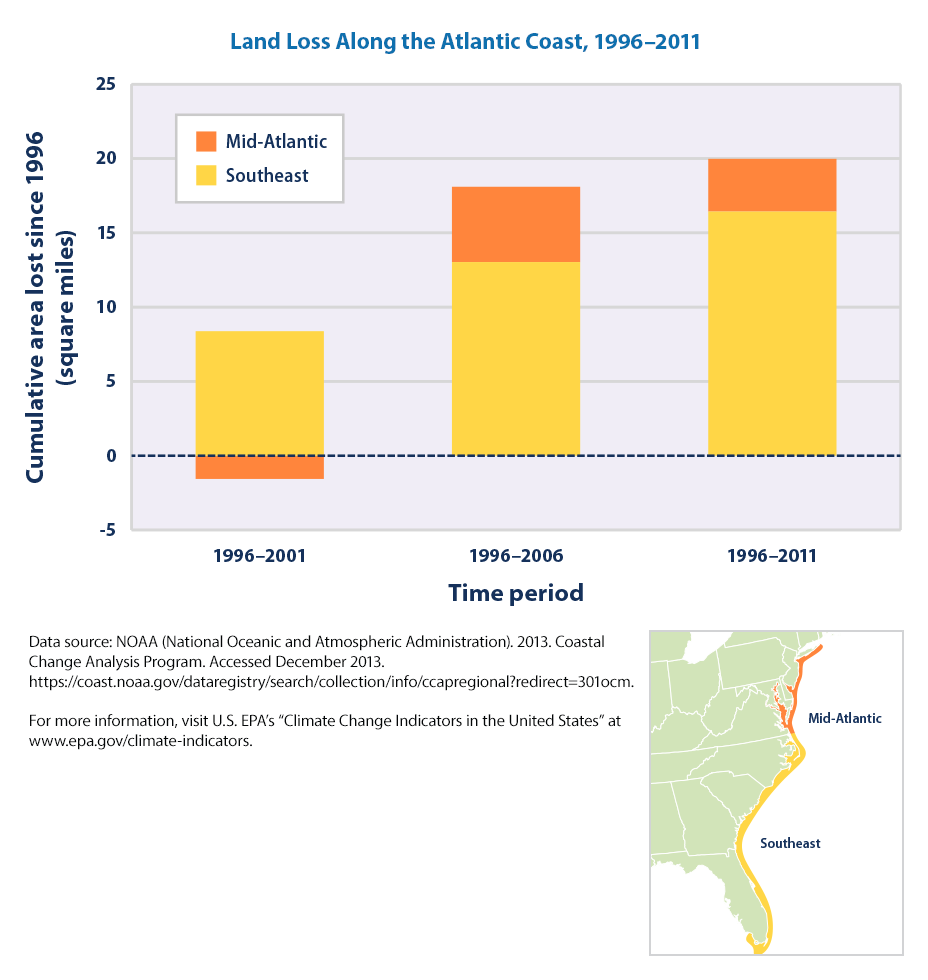 Land Loss Along the Atlantic Coast, 1996–2011
Cumulative area lost since 1996
(square miles)
25
20
15
10
5
0
-5
Mid-Atlantic
Southeast
1996–2001
1996–2006
1996–2011
Time period
Data source: NOAA (National Oceanic and Atmospheric Administration). 2013. Coastal
Change Analysis Program. Accessed December 2013.
https://coast.noaa.gov/dataregistry/search/collection/info/ccapregional?redirect=301ocm.
For more information, visit U.S. EPA’s “Climate Change Indicators in the United States” at
www.epa.gov/climate-indicators.
Mid-Atlantic
Southeast